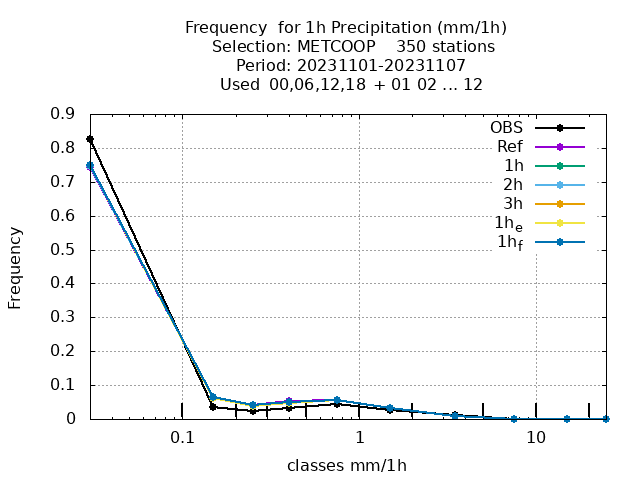 Frequency  for 1h Precipitation (mm/1h)
Selection: METCOOP    350 stations
Period: 20231101-20231107
Used  00,06,12,18  + 01 02 ... 12
0.9
0.8
0.7
0.6
0.5
0.4
0.3
0.2
0.1
0
Frequency
OBS
Ref
1h
2h
3h
1he
1hf
0.1
1
10
classes mm/1h